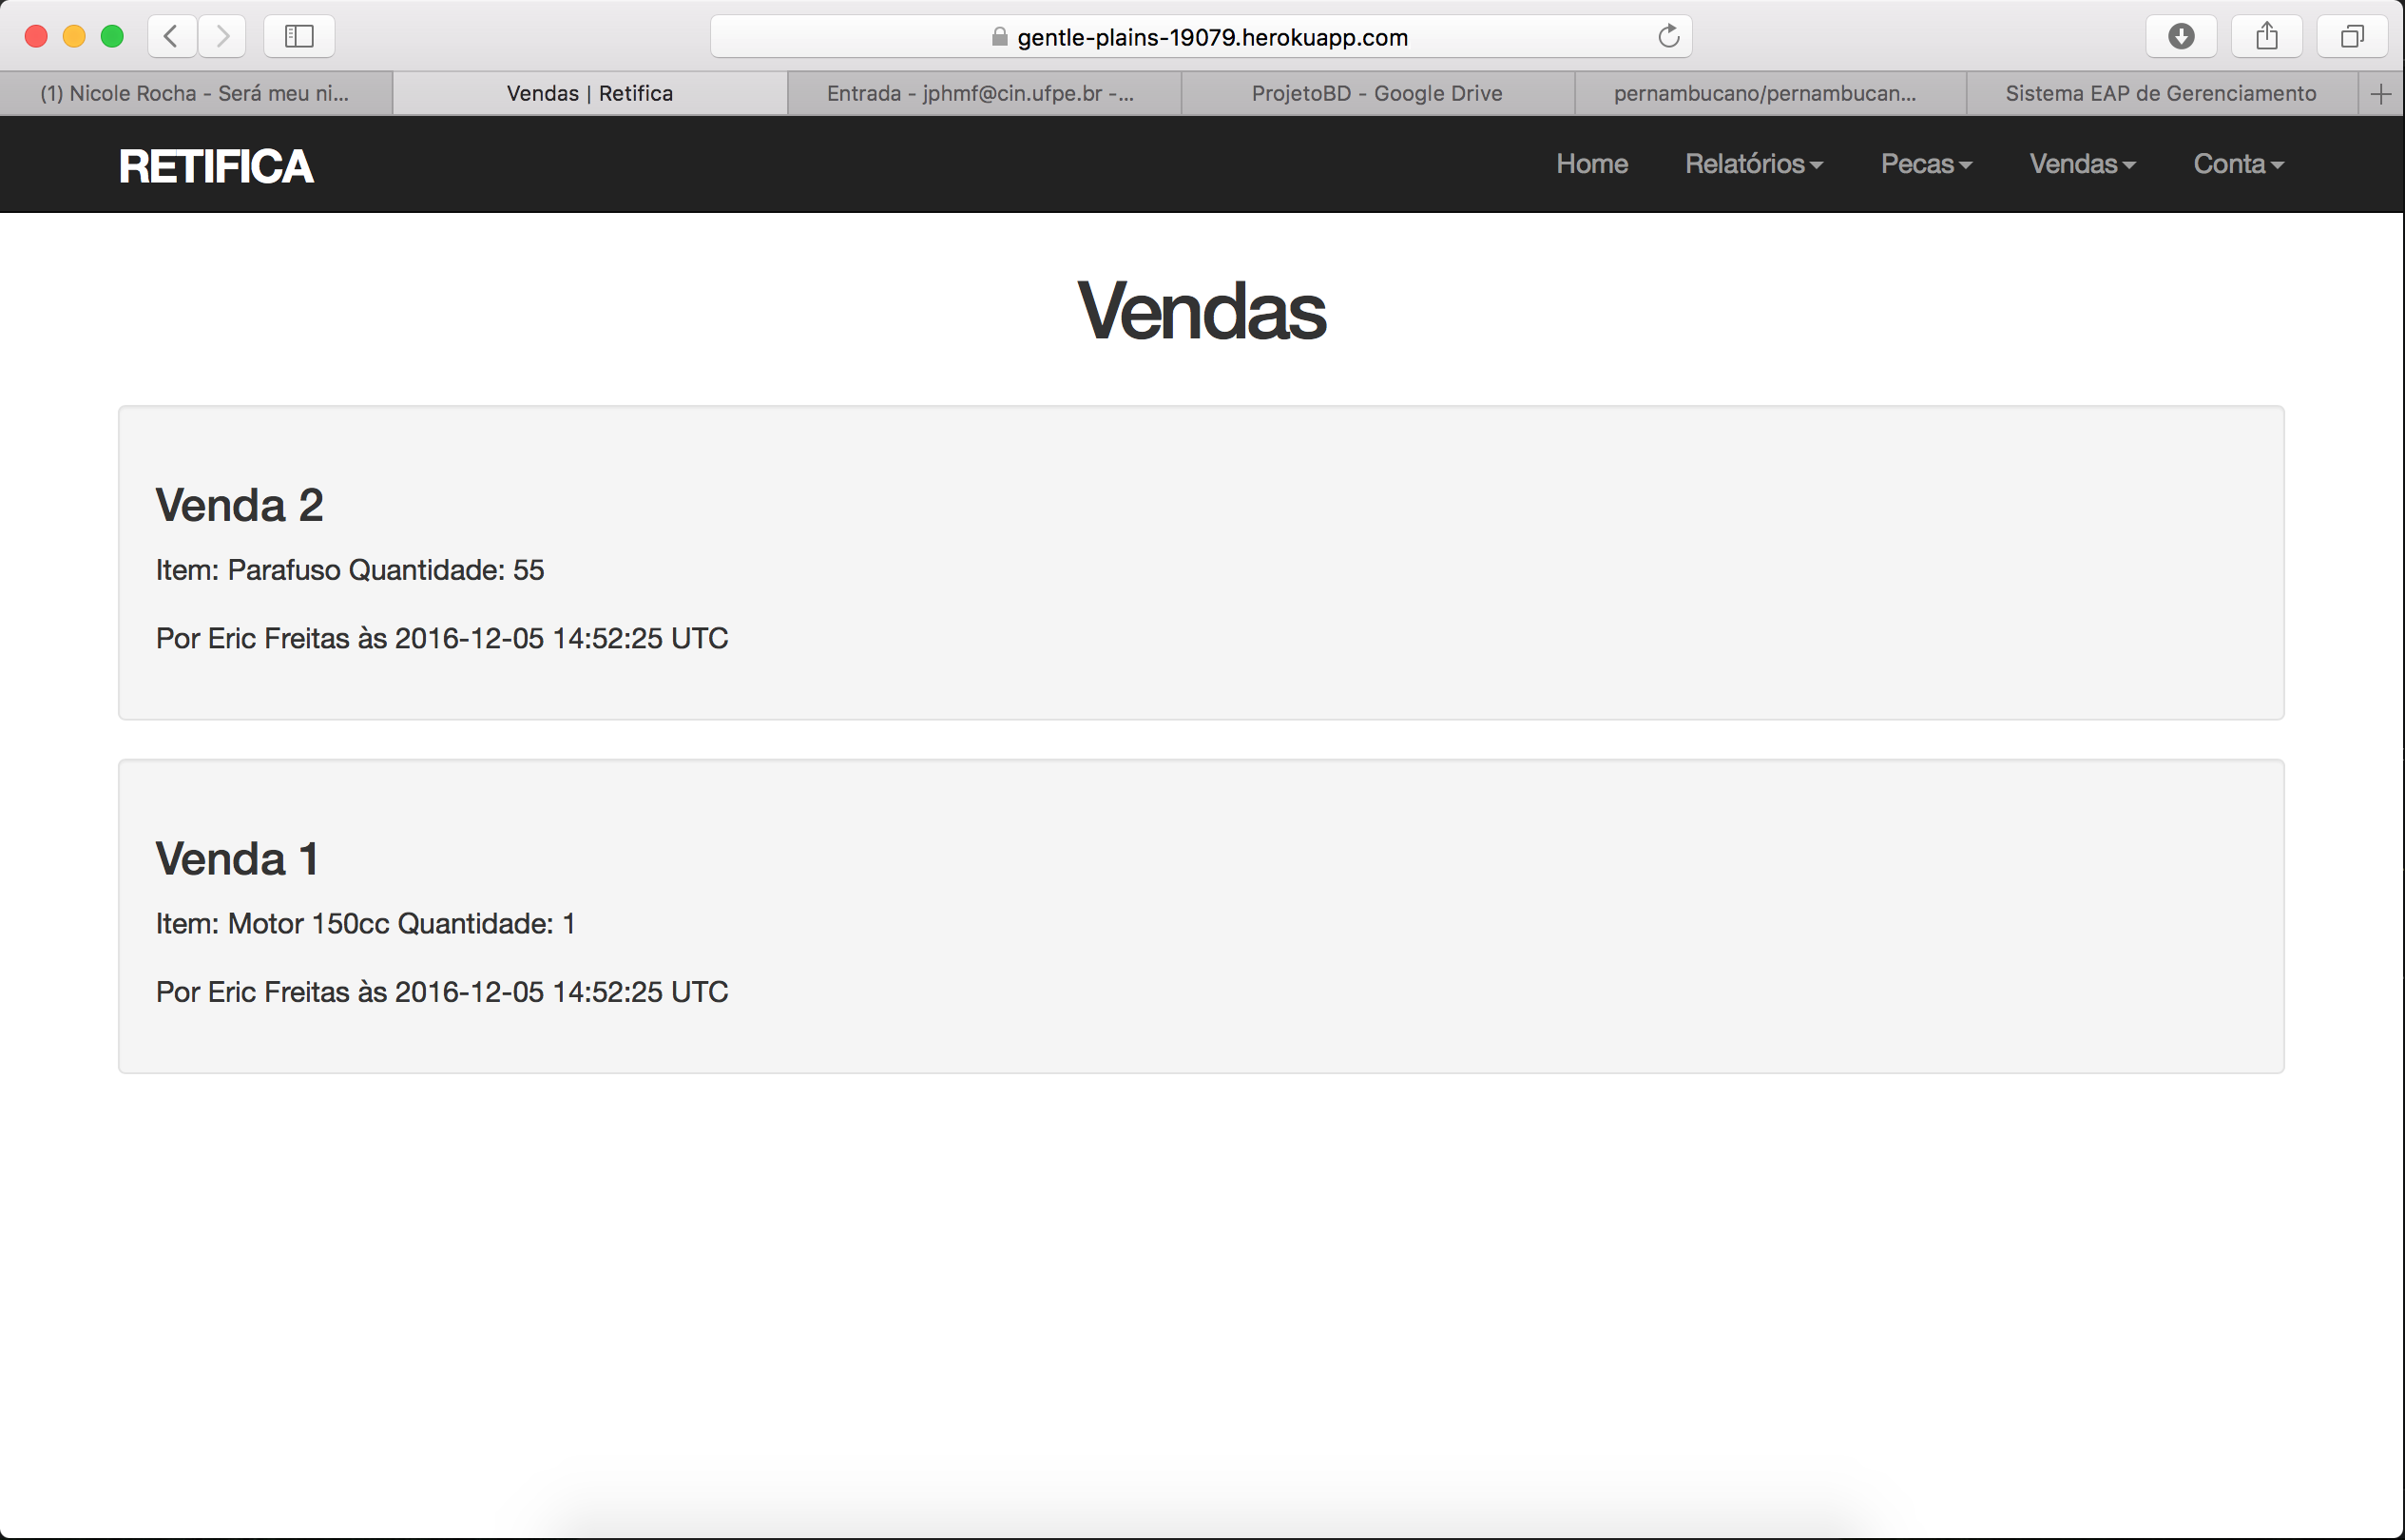 gentle-plains-19079.herokuapp.com
(1) Nicole Rocha - Será meu ni...
Vendas | Retifica
Entrada - jphmf@cin.ufpe.br -...
ProjetoBD - Google Drive
pernambucano/pernambucan...
Sistema EAP de Gerenciamento
RETIFICA
Home
Relatórios
Pecas
Vendas
Conta
Vendas
Venda 2
Item: Parafuso Quantidade: 55
Por Eric Freitas às 2016-12-05 14:52:25 UTC
Venda 1
Item: Motor 150cc Quantidade: 1
Por Eric Freitas às 2016-12-05 14:52:25 UTC